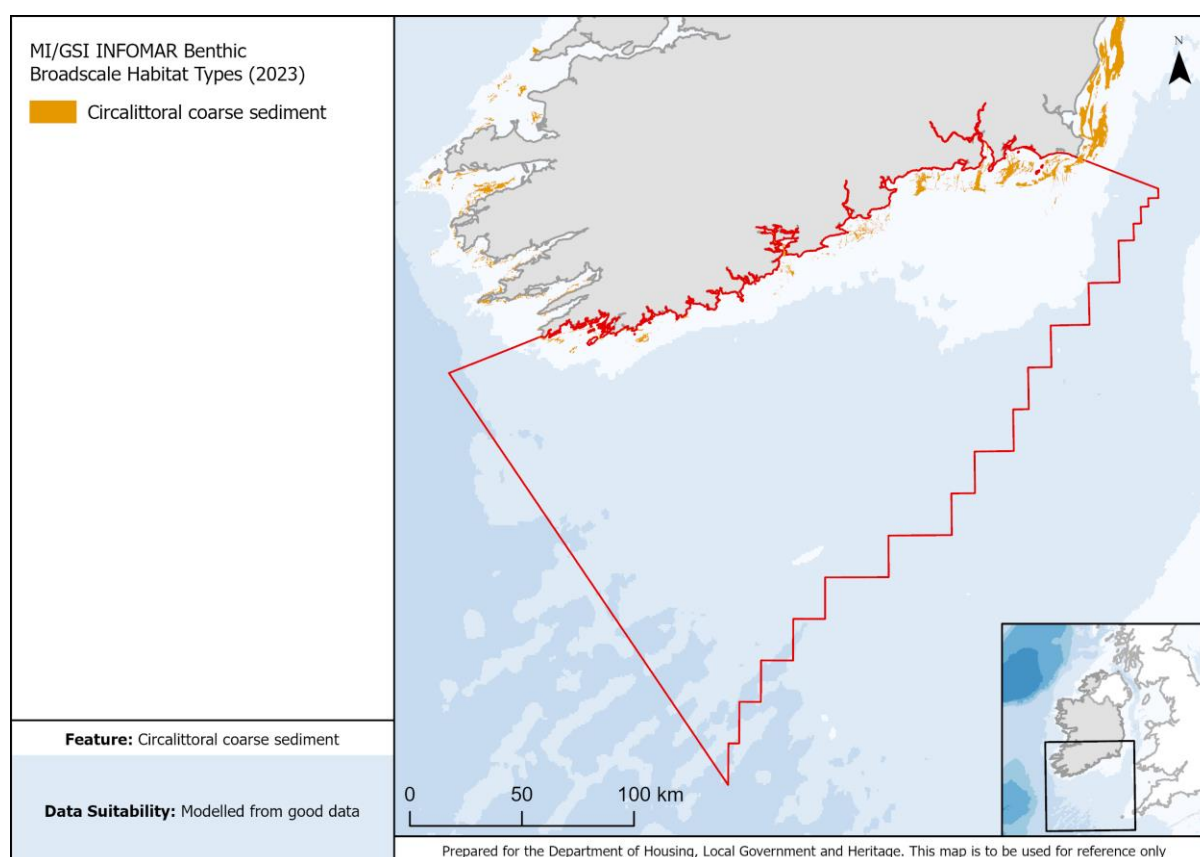 MI/GSI INFOMAR Benthic
Broadscale Habitat Types (2023)
Circalittoral coarse sediment
N
Feature: Circalittoral coarse sediment
Data Suitability: Modelled from good data
0 50 100 km
Prepared for the Department of Housing, Local Government and Heritage. This map is to be used for reference only